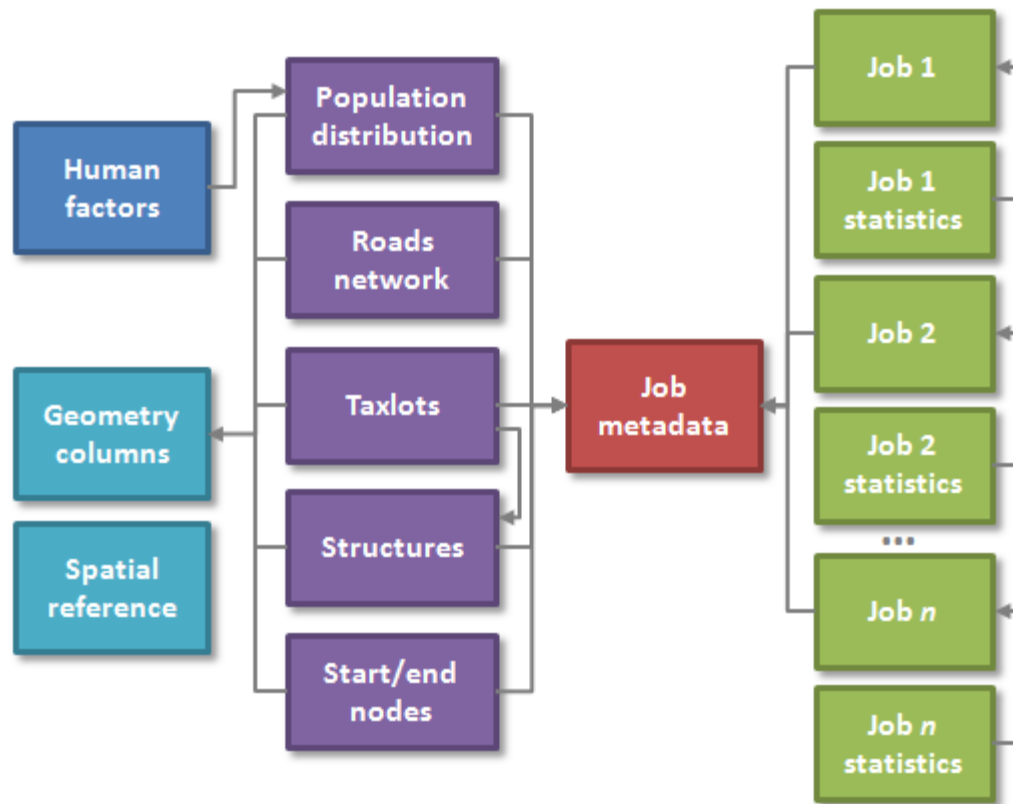 Human
factors
Geometry
columns
Spatial
reference
Population
distribution
Roads
network
Taxlots
Structures
Start/end
nodes
Job
metadata
Job 1
Job 1
statistics
Job 2
Job 2
statistics
...
Job n
Job n
statistics